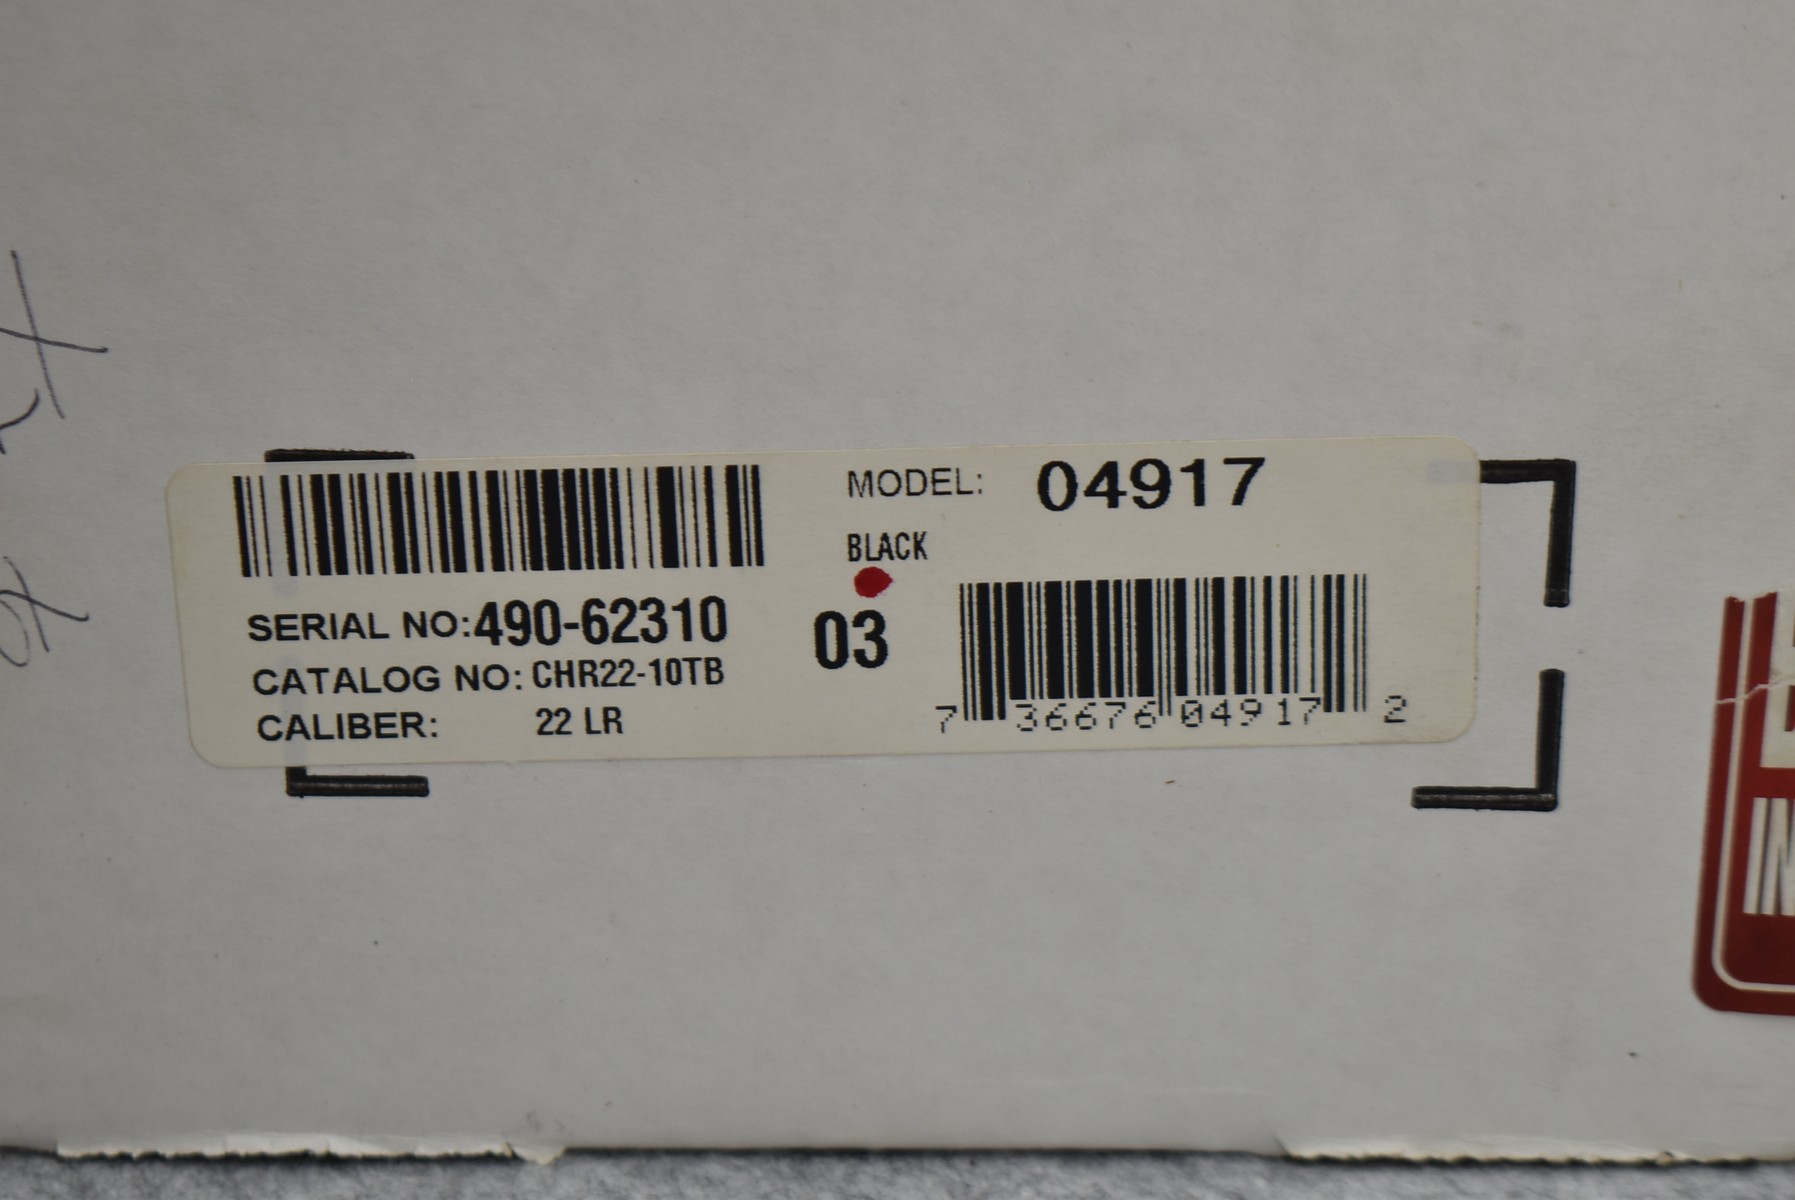 MODEL: 04917
BLACK
SERIAL NO:490-62310
03
CATALOG NO: CHR22-10TB
CALIBER: 22 LR
7 36676 04917 2